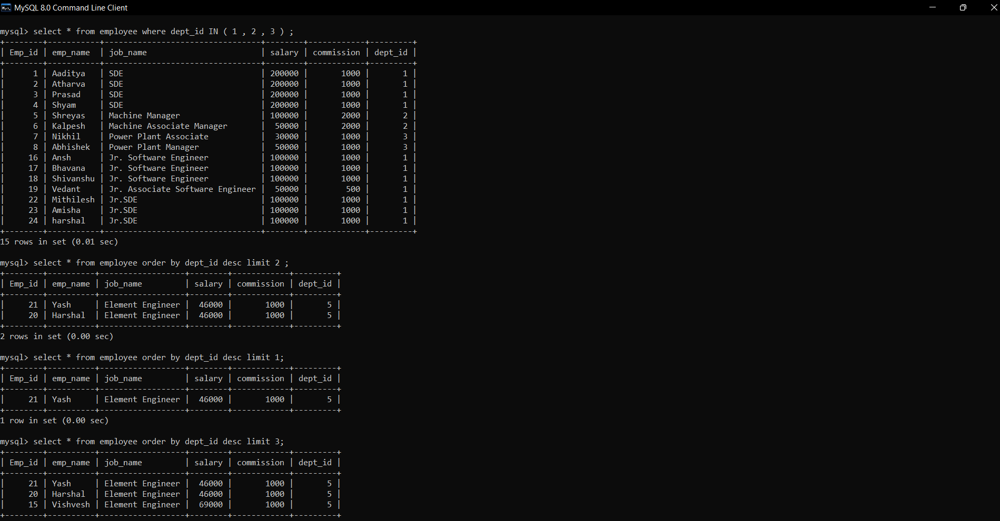 MySQL 8.0 Command Line Client
mysql> select * from employee where dept_id IN ( 1 , 2 , 3 ) ;
+--------+-----------+---------------------------------+--------+------------+---------+
| Emp_id | emp_name  | job_name                        | salary | commission | dept_id |
+--------+-----------+---------------------------------+--------+------------+---------+
|      1 | Aaditya   | SDE                             | 200000 |       1000 |       1 |
|      2 | Atharva   | SDE                             | 200000 |       1000 |       1 |
|      3 | Prasad    | SDE                             | 200000 |       1000 |       1 |
|      4 | Shyam     | SDE                             | 200000 |       1000 |       1 |
|      5 | Shreyas   | Machine Manager                 | 100000 |       2000 |       2 |
|      6 | Kalpesh   | Machine Associate Manager       |  50000 |       2000 |       2 |
|      7 | Nikhil    | Power Plant Associate           |  30000 |       1000 |       3 |
|      8 | Abhishek  | Power Plant Manager             |  50000 |       1000 |       3 |
|     16 | Ansh      | Jr. Software Engineer           | 100000 |       1000 |       1 |
|     17 | Bhavana   | Jr. Software Engineer           | 100000 |       1000 |       1 |
|     18 | Shivanshu | Jr. Software Engineer           | 100000 |       1000 |       1 |
|     19 | Vedant    | Jr. Associate Software Engineer |  50000 |        500 |       1 |
|     22 | Mithilesh | Jr.SDE                          | 100000 |       1000 |       1 |
|     23 | Amisha    | Jr.SDE                          | 100000 |       1000 |       1 |
|     24 | harshal   | Jr.SDE                          | 100000 |       1000 |       1 |
+--------+-----------+---------------------------------+--------+------------+---------+
15 rows in set (0.01 sec)
mysql> select * from employee order by dept_id desc limit 2 ;
+--------+----------+------------------+--------+------------+---------+
| Emp_id | emp_name | job_name         | salary | commission | dept_id |
+--------+----------+------------------+--------+------------+---------+
|     21 | Yash     | Element Engineer |  46000 |       1000 |       5 |
|     20 | Harshal  | Element Engineer |  46000 |       1000 |       5 |
+--------+----------+------------------+--------+------------+---------+
2 rows in set (0.00 sec)
mysql> select * from employee order by dept_id desc limit 1;
+--------+----------+------------------+--------+------------+---------+
| Emp_id | emp_name | job_name         | salary | commission | dept_id |
+--------+----------+------------------+--------+------------+---------+
|     21 | Yash     | Element Engineer |  46000 |       1000 |       5 |
+--------+----------+------------------+--------+------------+---------+
1 row in set (0.00 sec)
mysql> select * from employee order by dept_id desc limit 3;
+--------+----------+------------------+--------+------------+---------+
| Emp_id | emp_name | job_name         | salary | commission | dept_id |
+--------+----------+------------------+--------+------------+---------+
|     21 | Yash     | Element Engineer |  46000 |       1000 |       5 |
|     20 | Harshal  | Element Engineer |  46000 |       1000 |       5 |
|     15 | Vishvesh | Element Engineer |  69000 |       1000 |       5 |
+--------+----------+------------------+--------+------------+---------+